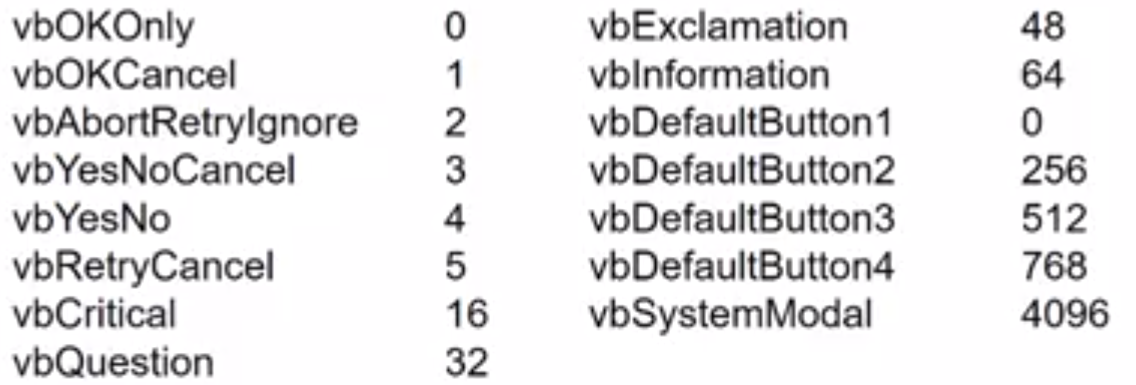 vbOKOnly 0 vbExclamation 48
vbOKCancel 1 vbInformation 64
vbAbortRetryIgnore 2 vbDefaultButton1 0
vbYesNoCancel 3 vbDefaultButton2 256
vbYesNo 4 vbDefaultButton3 512
vbRetryCancel 5 vbDefaultButton4 768
vbCritical 16 vbSystemModal 4096
vbQuestion 32